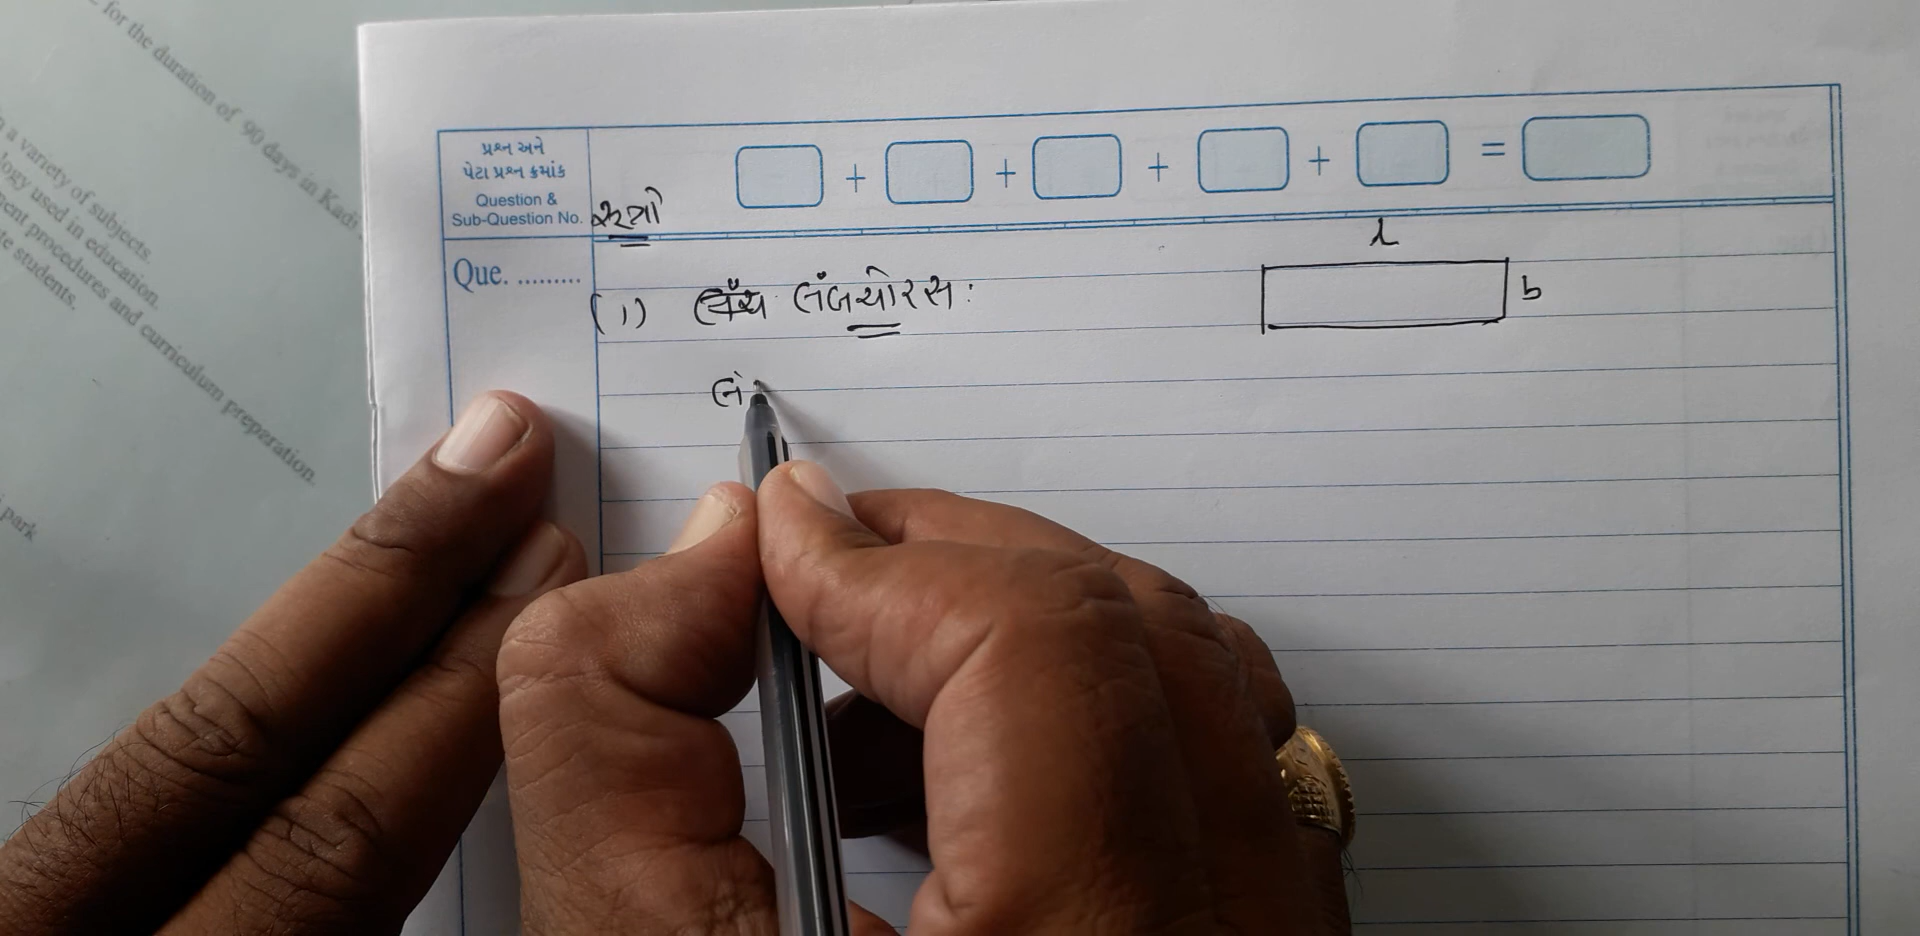 for the duration of 90 days in Kadi
a variety of subjects.
logy used in education.
ment procedures and curriculum preparation.
te students.
park
પ્રશ્ન અને
પેટા પ્રશ્ન ક્રમાંક
Question &
Sub-Question No.
+ + + + =
સૂત્રો
Que. .........
(1) લંબચોરસ :
l
b
લં